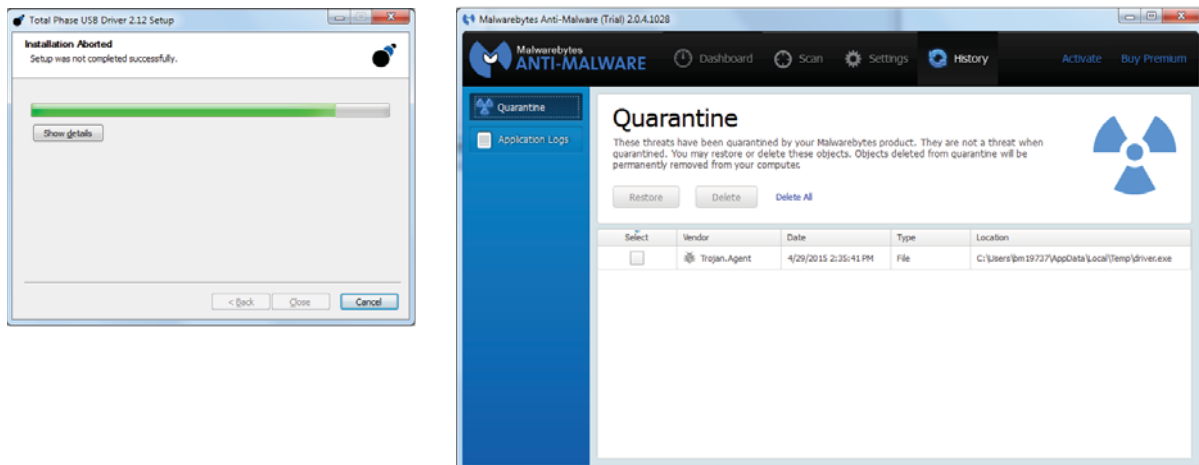 Total Phase USB Driver 2.12 Setup
Installation Aborted
Setup was not completed successfully.
Show details
< Back
Close
Cancel
Malwarebytes Anti-Malware (Trial) 2.0.4.1028
Malwarebytes
ANTI-MALWARE
Dashboard
Scan
Settings
History
Activate
Buy Premium
Quarantine
Application Logs
Quarantine
These threats have been quarantined by your Malwarebytes product. They are not a threat when
quarantined. You may restore or delete these objects. Objects deleted from quarantine will be
permanently removed from your computer.
Restore
Delete
Delete All
Select Vendor Date Type Location
Trojan.Agent 4/29/2015 2:35:41 PM File C:\Users\bm19737\AppData\Local\Temp\driver.exe